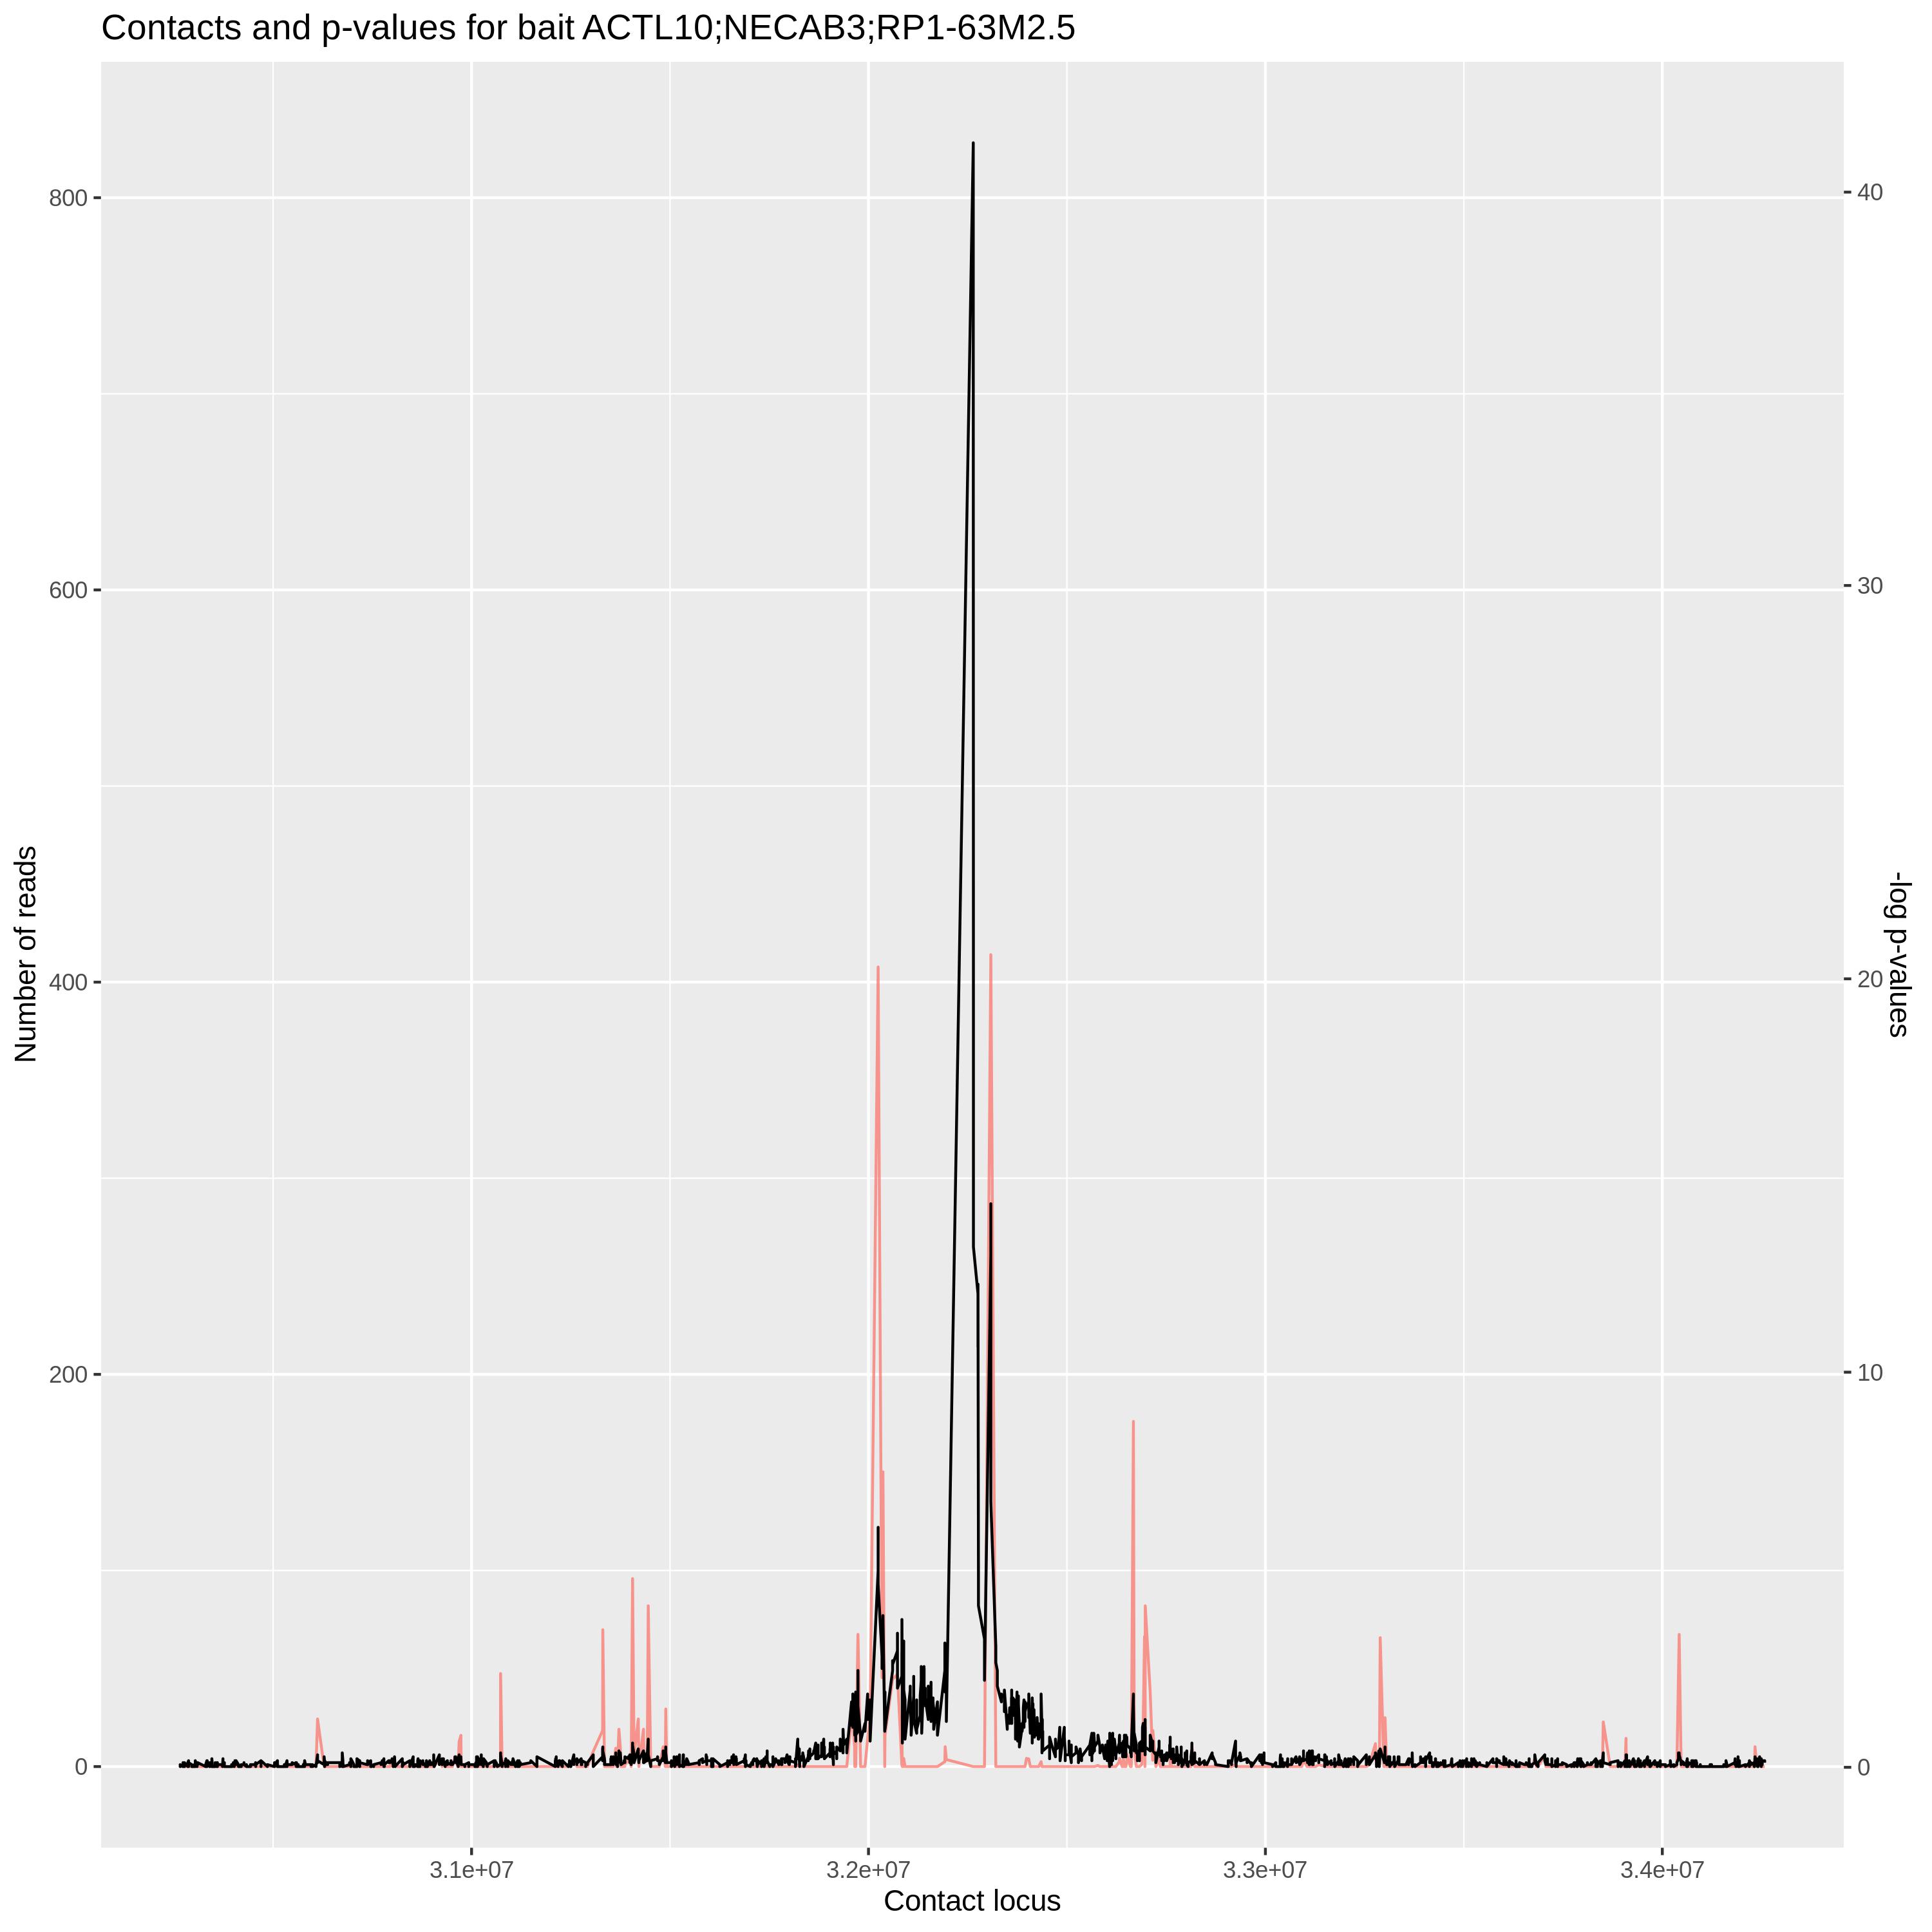 Contacts and p-values for bait ACTL10;NECAB3;RP1-63M2.5
800
600
400
200
0
Number of reads
40
30
20
10
0
-log p-values
3.1e+07
3.2e+07
3.3e+07
3.4e+07
Contact locus